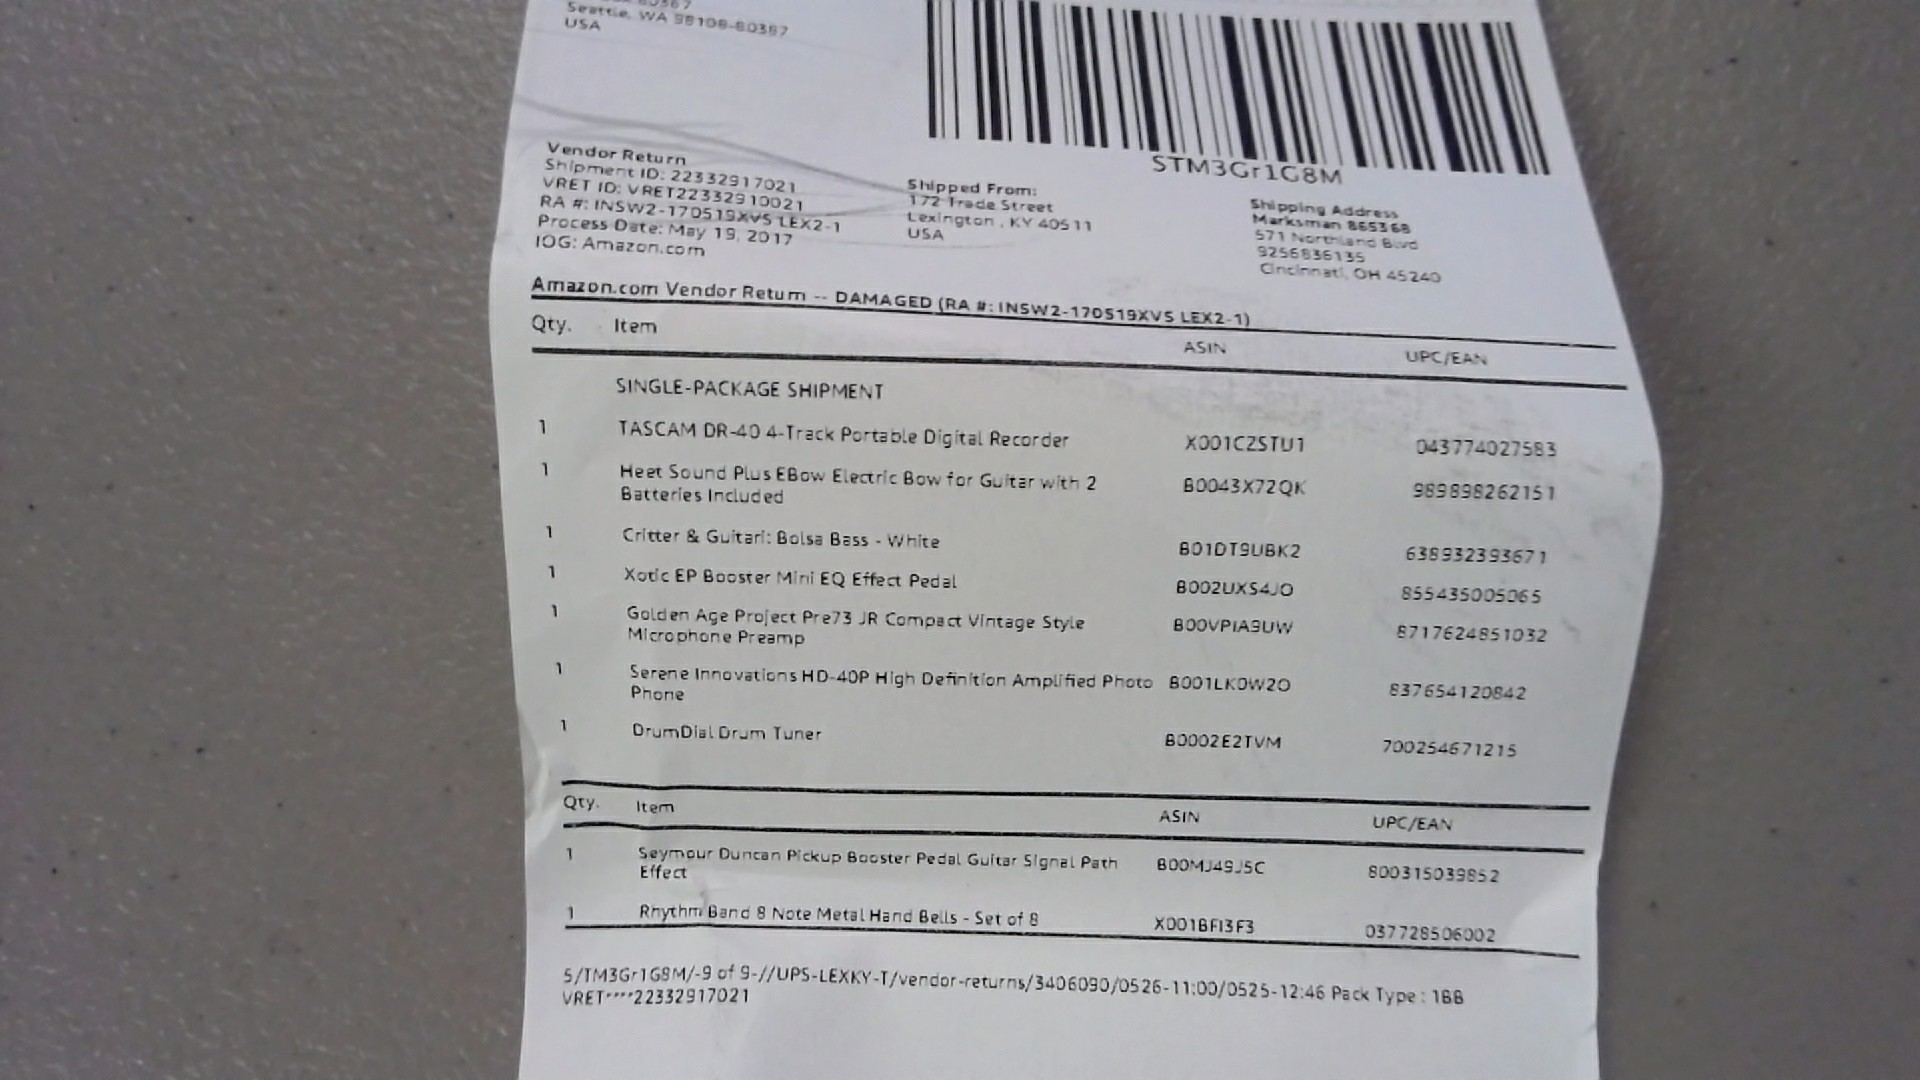 Seattle, WA 98108-80387
USA
STM3Gr1G8M
Vendor Return
Shipment ID: 22332917021
VRET ID: VRET22332910021
RA #: INSW2-170519XVS LEX2-1
Process Date: May 19, 2017
IOG: Amazon.com
Shipped From:
172 Trade Street
Lexington , KY 40511
USA
Shipping Address
Marksman 865368
571 Northland Blvd
9256836135
Cincinnati, OH 45240
Amazon.com Vendor Return -- DAMAGED (RA #: INSW2-170519XVS LEX2-1)
Qty. Item ASIN UPC/EAN
SINGLE-PACKAGE SHIPMENT
1 TASCAM DR-40 4-Track Portable Digital Recorder X001CZSTU1 043774027583
1 Heet Sound Plus EBow Electric Bow for Guitar with 2 B0043X72QK 989898262151
Batteries Included
1 Critter & Guitari: Bolsa Bass - White B01DT9UBK2 638932393671
1 Xotic EP Booster Mini EQ Effect Pedal B002UXS4JO 855435005065
1 Golden Age Project Pre73 JR Compact Vintage Style B00VPIA9UW 8717624851032
Microphone Preamp
1 Serene Innovations HD-40P High Definition Amplified Photo B001LK0W2O 837654120842
Phone
1 DrumDial Drum Tuner B0002E2TVM 700254671215
Qty. Item ASIN UPC/EAN
1 Seymour Duncan Pickup Booster Pedal Guitar Signal Path B00MJ49J5C 800315039852
Effect
1 Rhythm Band 8 Note Metal Hand Bells - Set of 8 X001BFI3F3 037728506002
5/TM3Gr1G8M/-9 of 9-//UPS-LEXKY-T/vendor-returns/3406090/0526-11:00/0525-12:46 Pack Type : 1BB
VRET****22332917021